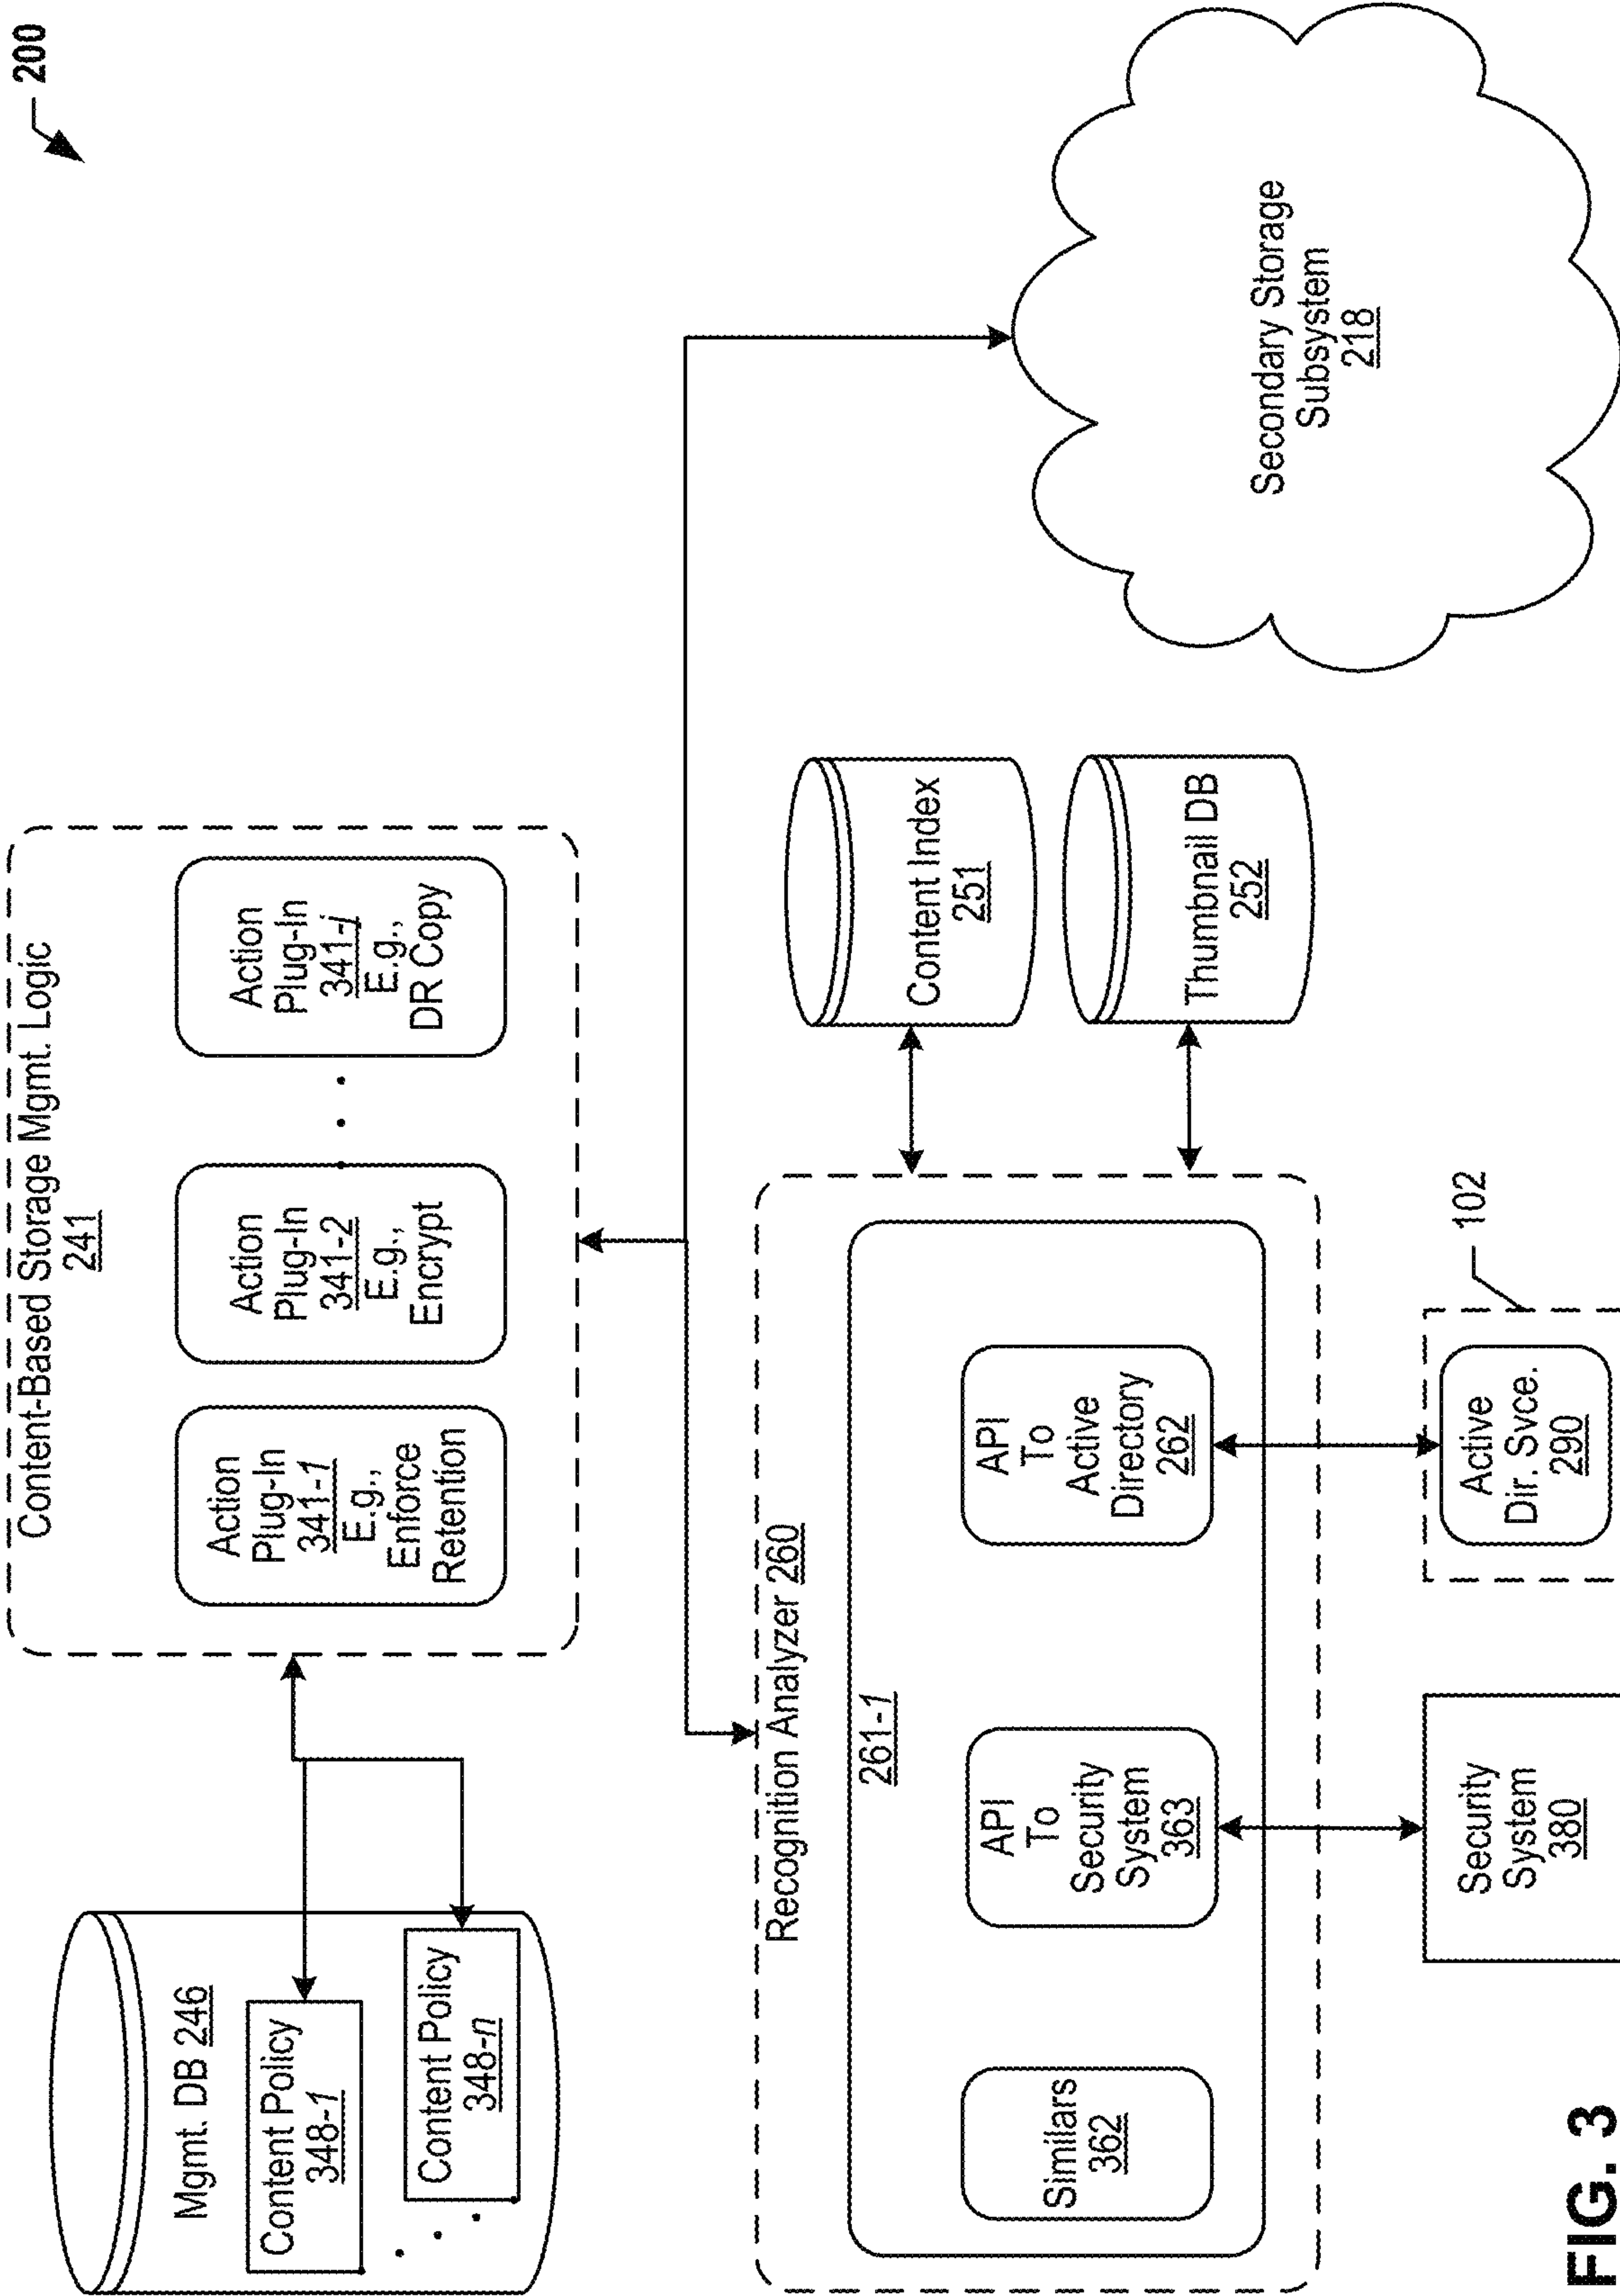 200
Content-Based Storage Mgmt. Logic
241
Action
Plug-In
341-1
E.g.,
Enforce
Retention
Action
Plug-In
341-2
E.g.,
Encrypt
. . .
Action
Plug-In
341-j
E.g.,
DR Copy
Mgmt. DB 246
Content Policy
348-1
. . .
Content Policy
348-n
Recognition Analyzer 260
261-1
Similars
362
API
To
Security
System
363
API
To
Active
Directory
262
Content Index
251
Thumbnail DB
252
Secondary Storage
Subsystem
218
Security
System
380
Active
Dir. Svce.
290
102
FIG. 3